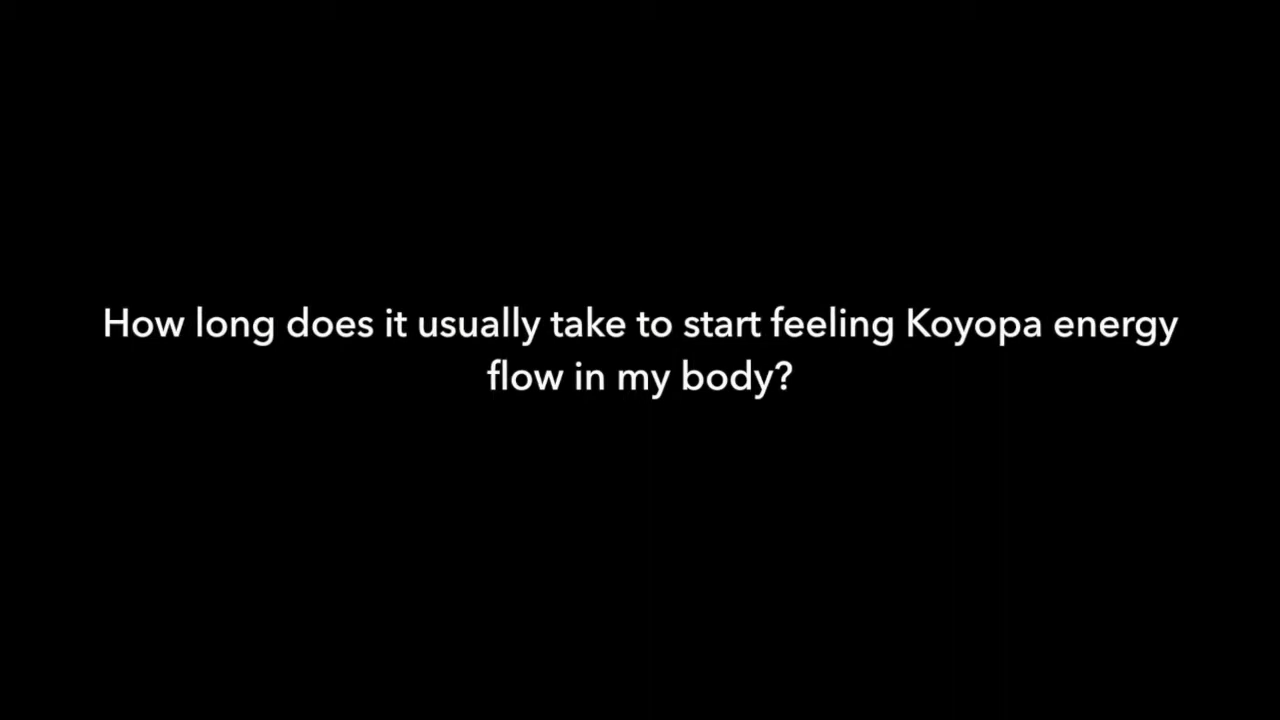 How long does it usually take to start feeling Koyopa energy
flow in my body?